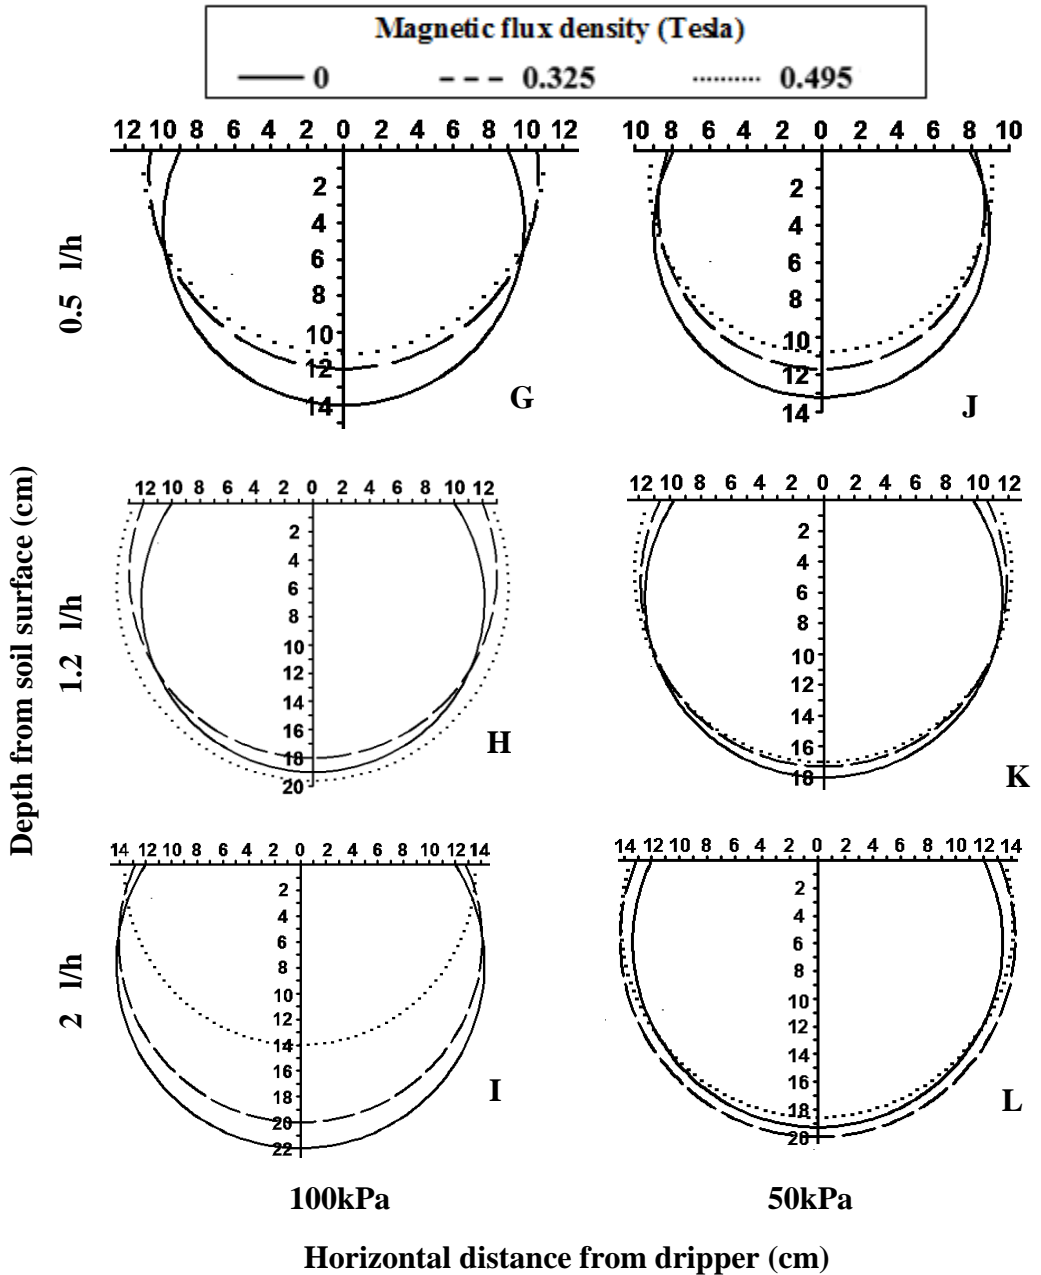 Magnetic flux density (Tesla)
0 0.325 0.495
12 10 8 6 4 2 0 2 4 6 8 10 12
2
4
6
8
10
12
14
G
10 8 6 4 2 0 2 4 6 8 10
2
4
6
8
10
12
14
J
0.5 l/h
12 10 8 6 4 2 0 2 4 6 8 10 12
2
4
6
8
10
12
14
16
18
20
H
12 10 8 6 4 2 0 2 4 6 8 10 12
2
4
6
8
10
12
14
16
18
K
1.2 l/h
Depth from soil surface (cm)
14 12 10 8 6 4 2 0 2 4 6 8 10 12 14
2
4
6
8
10
12
14
16
18
20
22
I
14 12 10 8 6 4 2 0 2 4 6 8 10 12 14
2
4
6
8
10
12
14
16
18
20
L
2 l/h
100kPa 50kPa
Horizontal distance from dripper (cm)